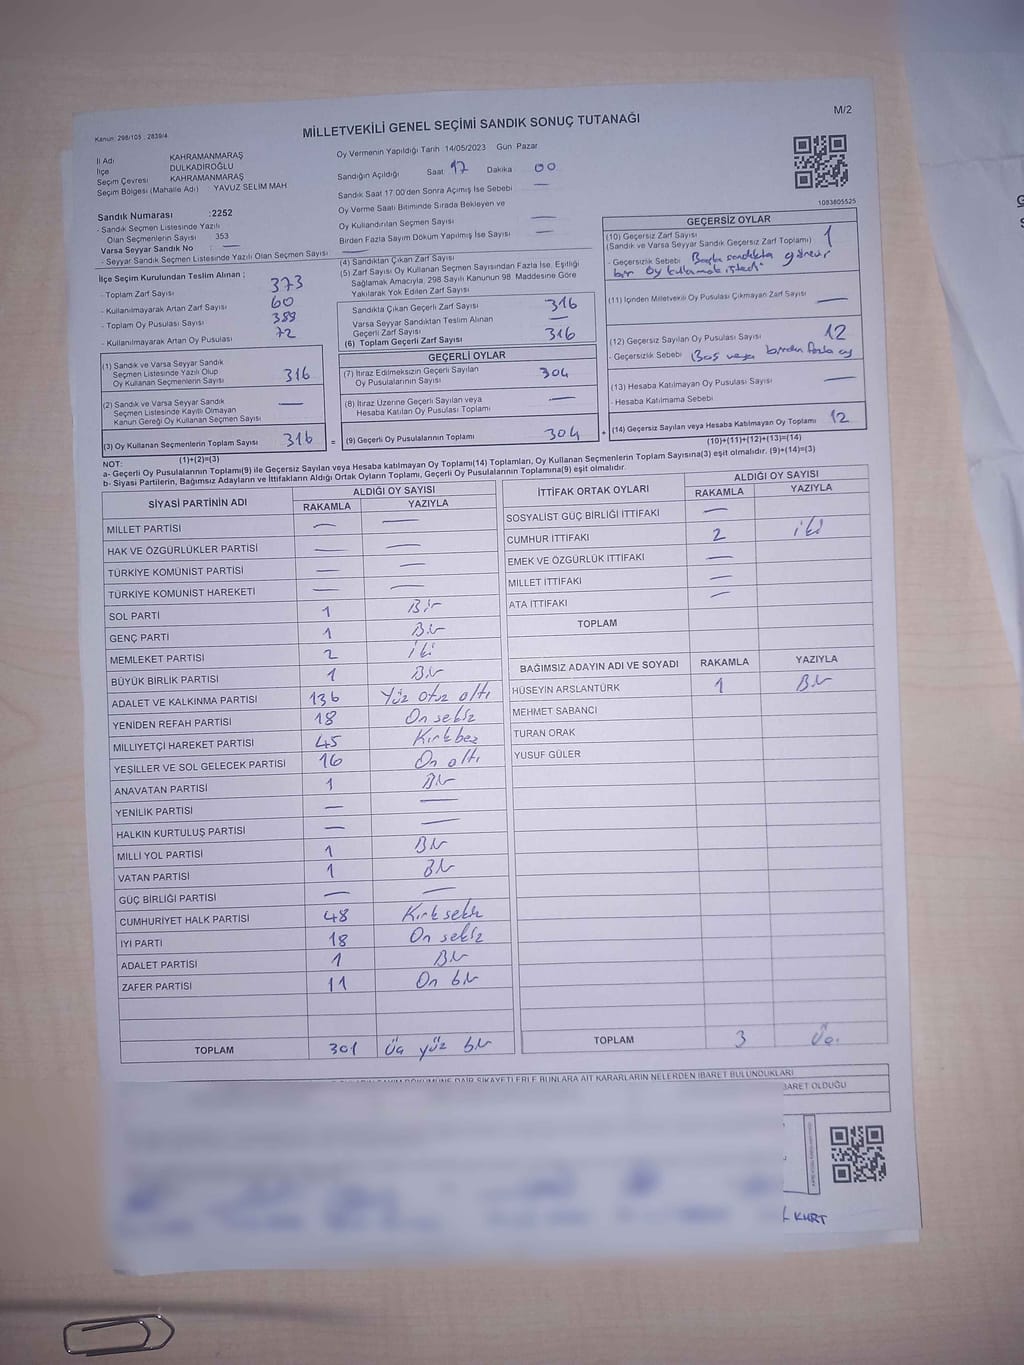 Kanun: 298/105 : 2839/4
MİLLETVEKİLİ GENEL SEÇİMİ SANDIK SONUÇ TUTANAĞI
M/2
İl Adı KAHRAMANMARAŞ
İlçe DULKADİROĞLU
Seçim Çevresi KAHRAMANMARAŞ
Seçim Bölgesi (Mahalle Adı) YAVUZ SELİM MAH
Oy Vermenin Yapıldığı Tarih 14/05/2023 Gün Pazar
Sandığın Açıldığı Saat 17 Dakika 00
Sandık Saat 17.00'den Sonra Açımış İse Sebebi —
Oy Verme Saati Bitiminde Sırada Bekleyen ve
Oy Kullandırılan Seçmen Sayısı —
Birden Fazla Sayım Döküm Yapılmış İse Sayısı —
1083805525
Sandık Numarası :2252
- Sandık Seçmen Listesinde Yazılı
Olan Seçmenlerin Sayısı : 353
Varsa Seyyar Sandık No : —
- Seyyar Sandık Seçmen Listesinde Yazılı Olan Seçmen Sayısı —
İlçe Seçim Kurulundan Teslim Alınan ;
- Toplam Zarf Sayısı 373
- Kullanılmayarak Artan Zarf Sayısı 60
- Toplam Oy Pusulası Sayısı 389
- Kullanılmayarak Artan Oy Pusulası 72
(1) Sandık ve Varsa Seyyar Sandık
Seçmen Listesinde Yazılı Olup
Oy Kullanan Seçmenlerin Sayısı 316
(2) Sandık ve Varsa Seyyar Sandık
Seçmen Listesinde Kayıtlı Olmayan
Kanun Gereği Oy Kullanan Seçmen Sayısı —
(3) Oy Kullanan Seçmenlerin Toplam Sayısı 316 =
(1)+(2)=(3)
(4) Sandıktan Çıkan Zarf Sayısı
(5) Zarf Sayısı Oy Kullanan Seçmen Sayısından Fazla İse, Eşitliği
Sağlamak Amacıyla, 298 Sayılı Kanunun 98. Maddesine Göre
Yakılarak Yok Edilen Zarf Sayısı
Sandıkta Çıkan Geçerli Zarf Sayısı 316
Varsa Seyyar Sandıktan Teslim Alınan
Geçerli Zarf Sayısı —
(6) Toplam Geçerli Zarf Sayısı 316
GEÇERLİ OYLAR
(7) İtiraz Edilmeksizin Geçerli Sayılan
Oy Pusulalarının Sayısı 304
(8) İtiraz Üzerine Geçerli Sayılan veya
Hesaba Katılan Oy Pusulası Toplamı —
(9) Geçerli Oy Pusulalarının Toplamı 304 +
GEÇERSİZ OYLAR
(10) Geçersiz Zarf Sayısı 1
(Sandık ve Varsa Seyyar Sandık Geçersiz Zarf Toplamı)
- Geçersizlik Sebebi Başka sandıkta görevli
bir oy kullanmak istedi
(11) İçinden Milletvekili Oy Pusulası Çıkmayan Zarf Sayısı —
(12) Geçersiz Sayılan Oy Pusulası Sayısı 12
- Geçersizlik Sebebi Boş veya birden fazla oy
(13) Hesaba Katılmayan Oy Pusulası Sayısı —
- Hesaba Katılmama Sebebi
(14) Geçersiz Sayılan veya Hesaba Katılmayan Oy Toplamı 12
(10)+(11)+(12)+(13)=(14)
NOT:
a- Geçerli Oy Pusulalarının Toplamı(9) ile Geçersiz Sayılan veya Hesaba katılmayan Oy Toplamı(14) Toplamları, Oy Kullanan Seçmenlerin Toplam Sayısına(3) eşit olmalıdır. (9)+(14)=(3)
b- Siyasi Partilerin, Bağımsız Adayların ve İttifakların Aldığı Ortak Oyların Toplamı, Geçerli Oy Pusulalarının Toplamına(9) eşit olmalıdır.
SİYASİ PARTİNİN ADI ALDIĞI OY SAYISI
RAKAMLA YAZIYLA
MİLLET PARTİSİ — —
HAK VE ÖZGÜRLÜKLER PARTİSİ — —
TÜRKİYE KOMÜNİST PARTİSİ — —
TÜRKİYE KOMÜNİST HAREKETİ — —
SOL PARTİ 1 Bir
GENÇ PARTİ 1 Bir
MEMLEKET PARTİSİ 2 iki
BÜYÜK BİRLİK PARTİSİ 1 Bir
ADALET VE KALKINMA PARTİSİ 136 Yüz otuz altı
YENİDEN REFAH PARTİSİ 18 On sekiz
MİLLİYETÇİ HAREKET PARTİSİ 45 Kırk beş
YEŞİLLER VE SOL GELECEK PARTİSİ 16 On altı
ANAVATAN PARTİSİ 1 Bir
YENİLİK PARTİSİ — —
HALKIN KURTULUŞ PARTİSİ — —
MİLLİ YOL PARTİSİ 1 Bir
VATAN PARTİSİ 1 Bir
GÜÇ BİRLİĞİ PARTİSİ — —
CUMHURİYET HALK PARTİSİ 48 Kırk sekiz
İYİ PARTİ 18 On sekiz
ADALET PARTİSİ 1 Bir
ZAFER PARTİSİ 11 On bir
TOPLAM 301 Üç yüz bir
İTTİFAK ORTAK OYLARI ALDIĞI OY SAYISI
RAKAMLA YAZIYLA
SOSYALİST GÜÇ BİRLİĞİ İTTİFAKI —
CUMHUR İTTİFAKI 2 iki
EMEK VE ÖZGÜRLÜK İTTİFAKI —
MİLLET İTTİFAKI —
ATA İTTİFAKI —
TOPLAM
BAĞIMSIZ ADAYIN ADI VE SOYADI RAKAMLA YAZIYLA
HÜSEYİN ARSLANTÜRK 1 Bir
MEHMET SABANCI
TURAN ORAK
YUSUF GÜLER
TOPLAM 3 Üç.
DAİR ŞİKAYETLERLE BUNLARA AİT KARARLARIN NELERDEN İBARET BULUNDUKLARI
BARET OLDUĞU
KURT